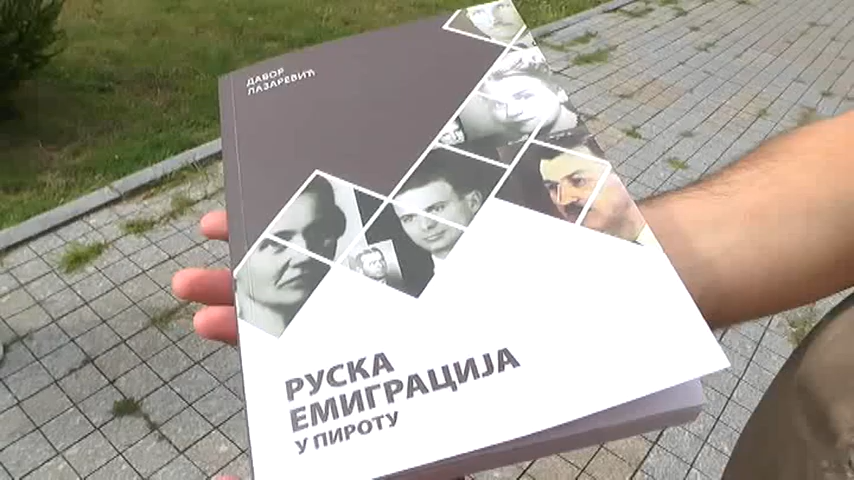 ДАВОР
ЛАЗАРЕВИЋ
РУСКА
ЕМИГРАЦИЈА
У ПИРОТУ